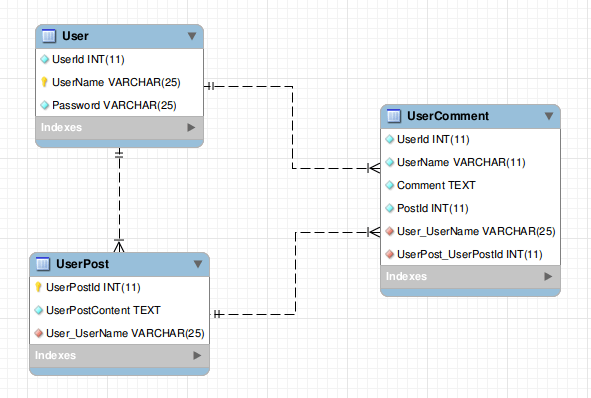 User
UserId INT(11)
UserName VARCHAR(25)
Password VARCHAR(25)
Indexes
UserComment
UserId INT(11)
UserName VARCHAR(11)
Comment TEXT
PostId INT(11)
User_UserName VARCHAR(25)
UserPost_UserPostId INT(11)
Indexes
UserPost
UserPostId INT(11)
UserPostContent TEXT
User_UserName VARCHAR(25)
Indexes